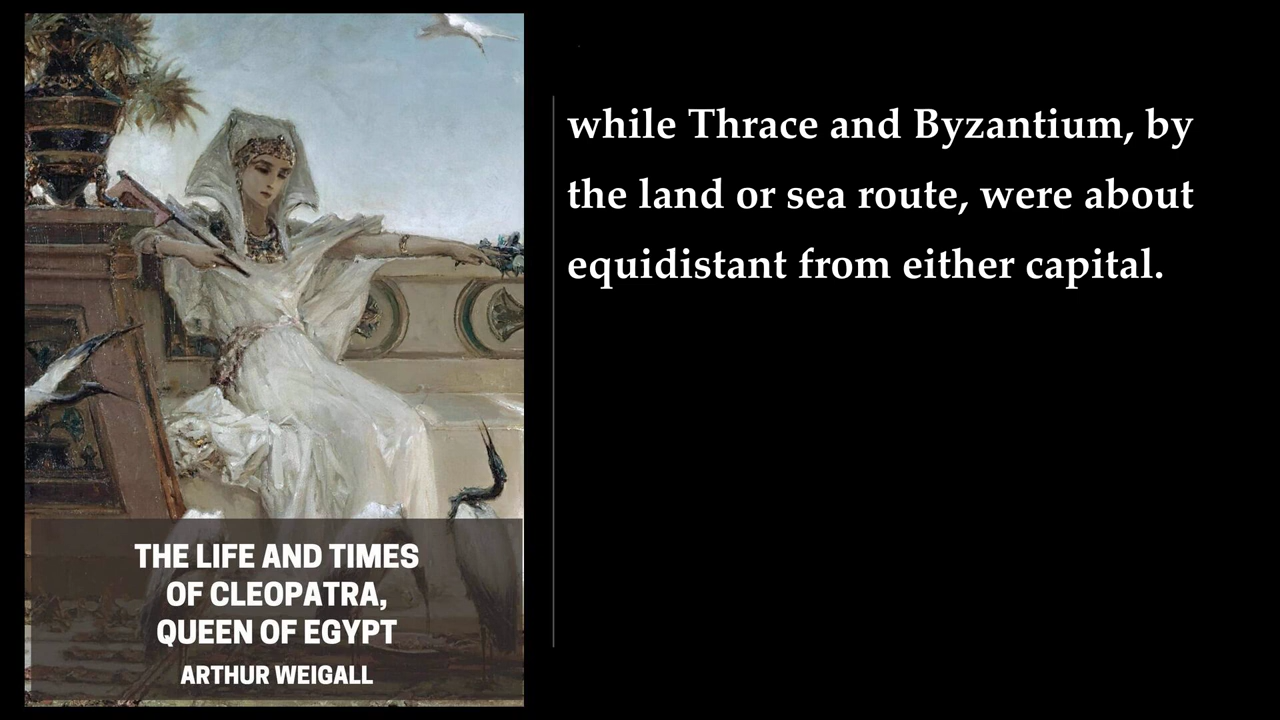 while Thrace and Byzantium, by
the land or sea route, were about
equidistant from either capital.
THE LIFE AND TIMES
OF CLEOPATRA,
QUEEN OF EGYPT
ARTHUR WEIGALL